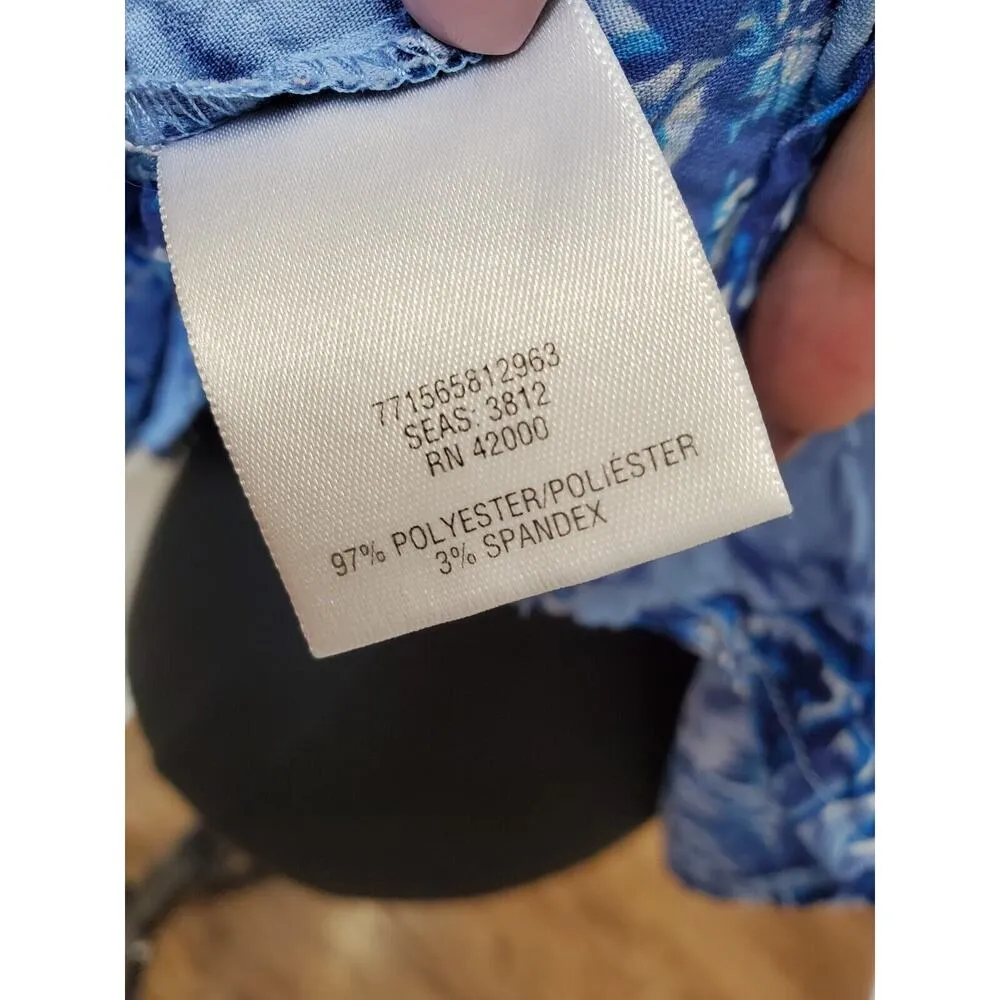 771565812963
SEAS: 3812
RN 42000
97% POLYESTER/POLIÉSTER
3% SPANDEX